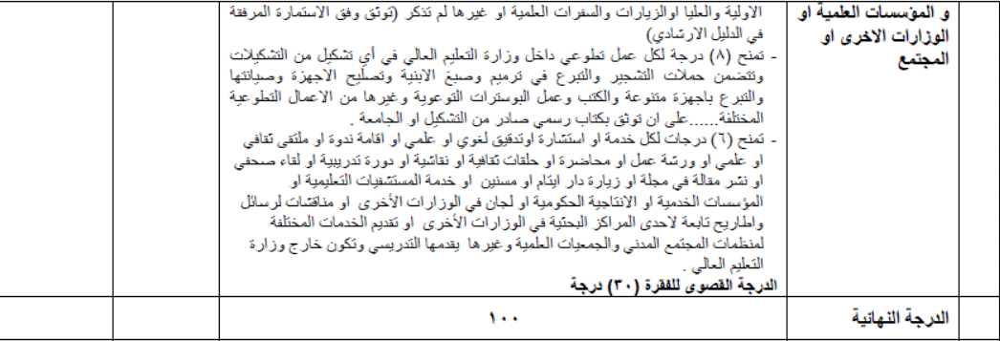 و المؤسسات العلمية او
الوزارات الاخرى او
المجتمع
الاولية والعليا اوالزيارات والسفرات العلمية او غيرها لم تذكر (توثق وفق الاستمارة المرفقة
في الدليل الارشادي)
- تمنح (٨) درجة لكل عمل تطوعي داخل وزارة التعليم العالي في أي تشكيل من التشكيلات
وتتضمن حملات التشجير والتبرع في ترميم وصبغ الابنية وتصليح الاجهزة وصيانتها
والتبرع باجهزة متنوعة والكتب وعمل البوسترات التوعوية وغيرها من الاعمال التطوعية
المختلفة......على ان توثق بكتاب رسمي صادر من التشكيل او الجامعة .
- تمنح (٦) درجات لكل خدمة او استشارة اوتدقيق لغوي او علمي او اقامة ندوة او ملتقى ثقافي
او علمي او ورشة عمل او محاضرة او حلقات ثقافية او نقاشية او دورة تدريبية او لقاء صحفي
او نشر مقالة في مجلة او زيارة دار ايتام او مسنين او خدمة المستشفيات التعليمية او
المؤسسات الخدمية او الانتاجية الحكومية او لجان في الوزارات الأخرى او مناقشات لرسائل
واطاريح تابعة لاحدى المراكز البحثية في الوزارات الأخرى او تقديم الخدمات المختلفة
لمنظمات المجتمع المدني والجمعيات العلمية وغيرها يقدمها التدريسي وتكون خارج وزارة
التعليم العالي .
الدرجة القصوى للفقرة (٣٠) درجة
الدرجة النهائية
١٠٠